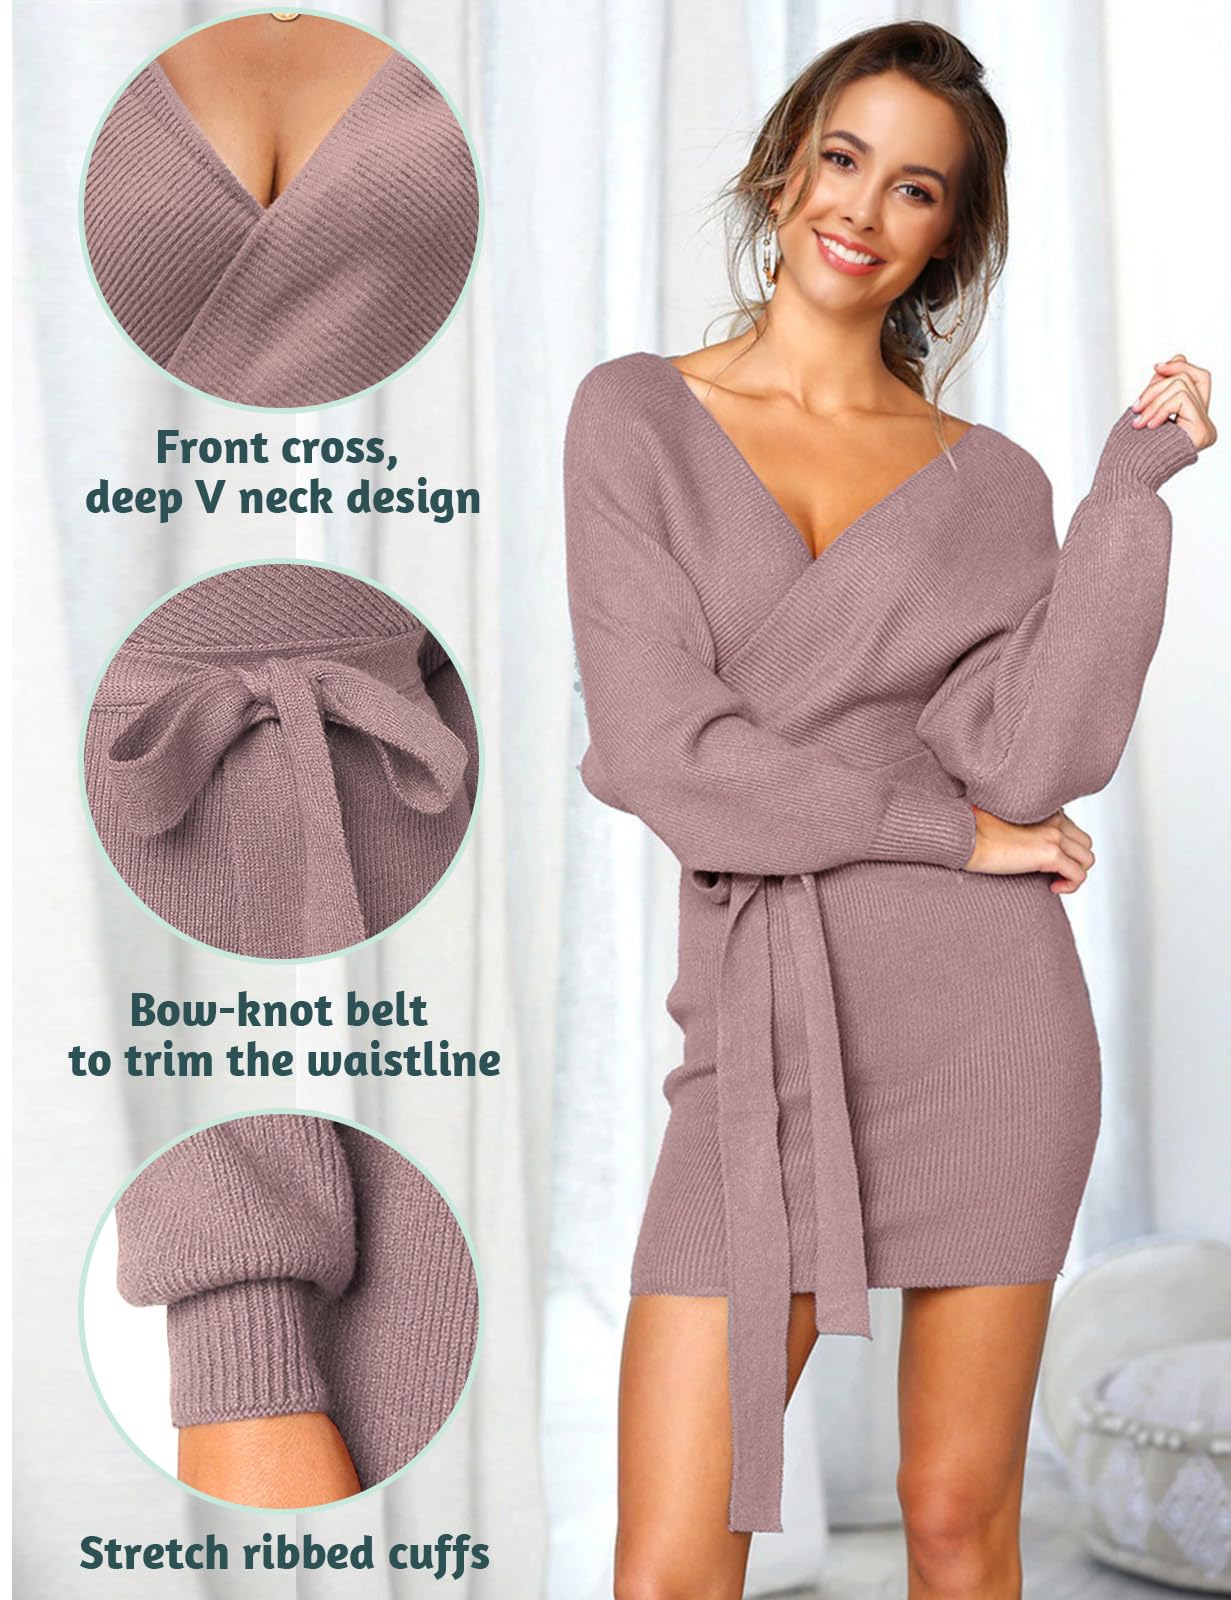 Front cross,
deep V neck design
Bow-knot belt
to trim the waistline
Stretch ribbed cuffs